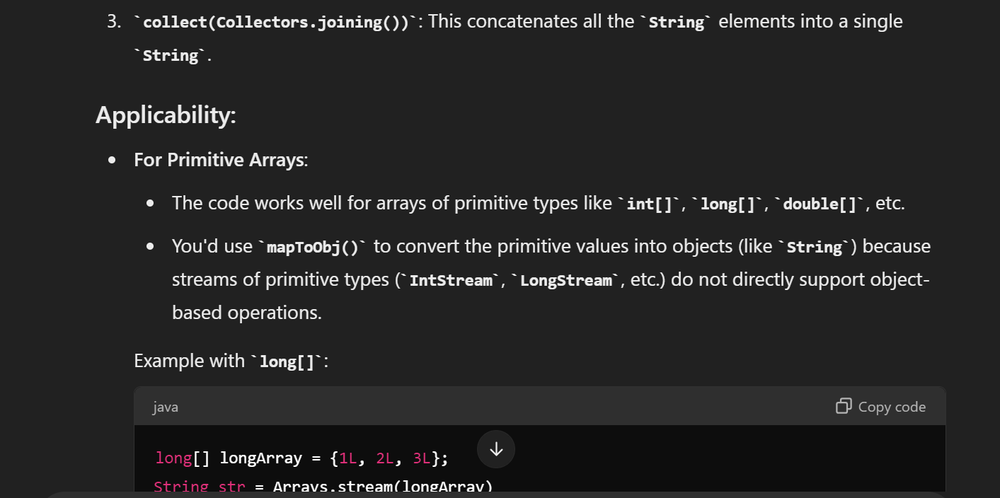 3. `collect(Collectors.joining())`: This concatenates all the `String` elements into a single
`String`.
Applicability:
• For Primitive Arrays:
• The code works well for arrays of primitive types like `int[]`, `long[]`, `double[]`, etc.
• You'd use `mapToObj()` to convert the primitive values into objects (like `String`) because
streams of primitive types (`IntStream`, `LongStream`, etc.) do not directly support object-
based operations.
Example with `long[]`:
java Copy code
long[] longArray = {1L, 2L, 3L};
String str = Arrays.stream(longArray)